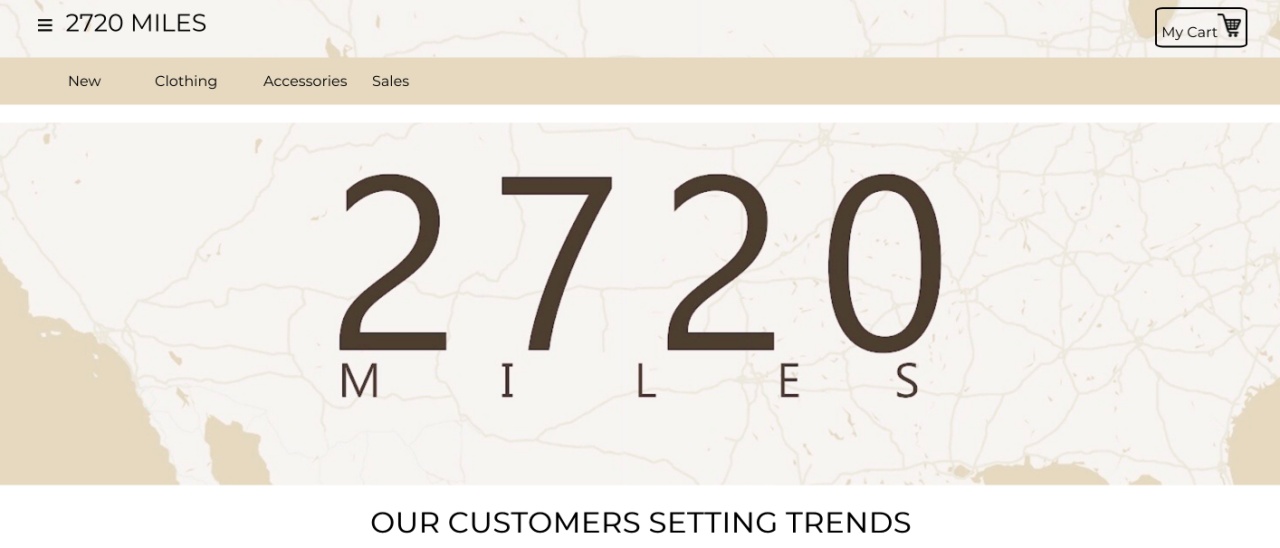 2720 MILES
My Cart
New Clothing Accessories Sales
2720
MILES
OUR CUSTOMERS SETTING TRENDS